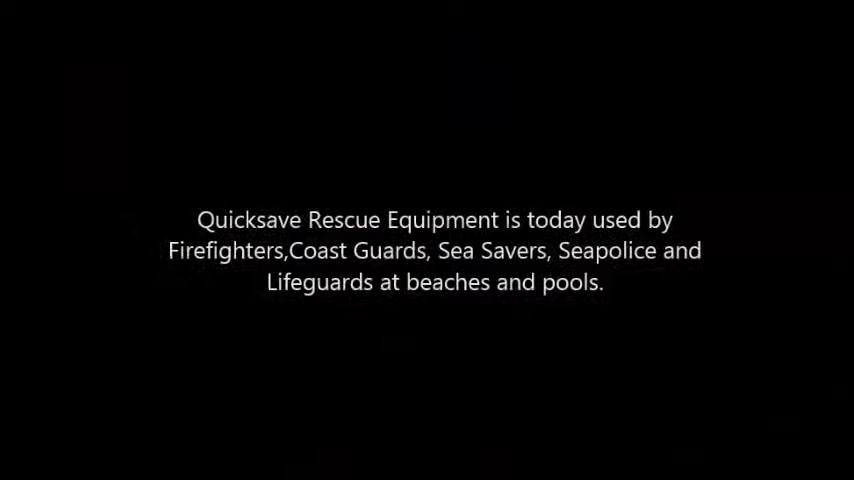 Quicksave Rescue Equipment is today used by
Firefighters,Coast Guards, Sea Savers, Seapolice and
Lifeguards at beaches and pools.